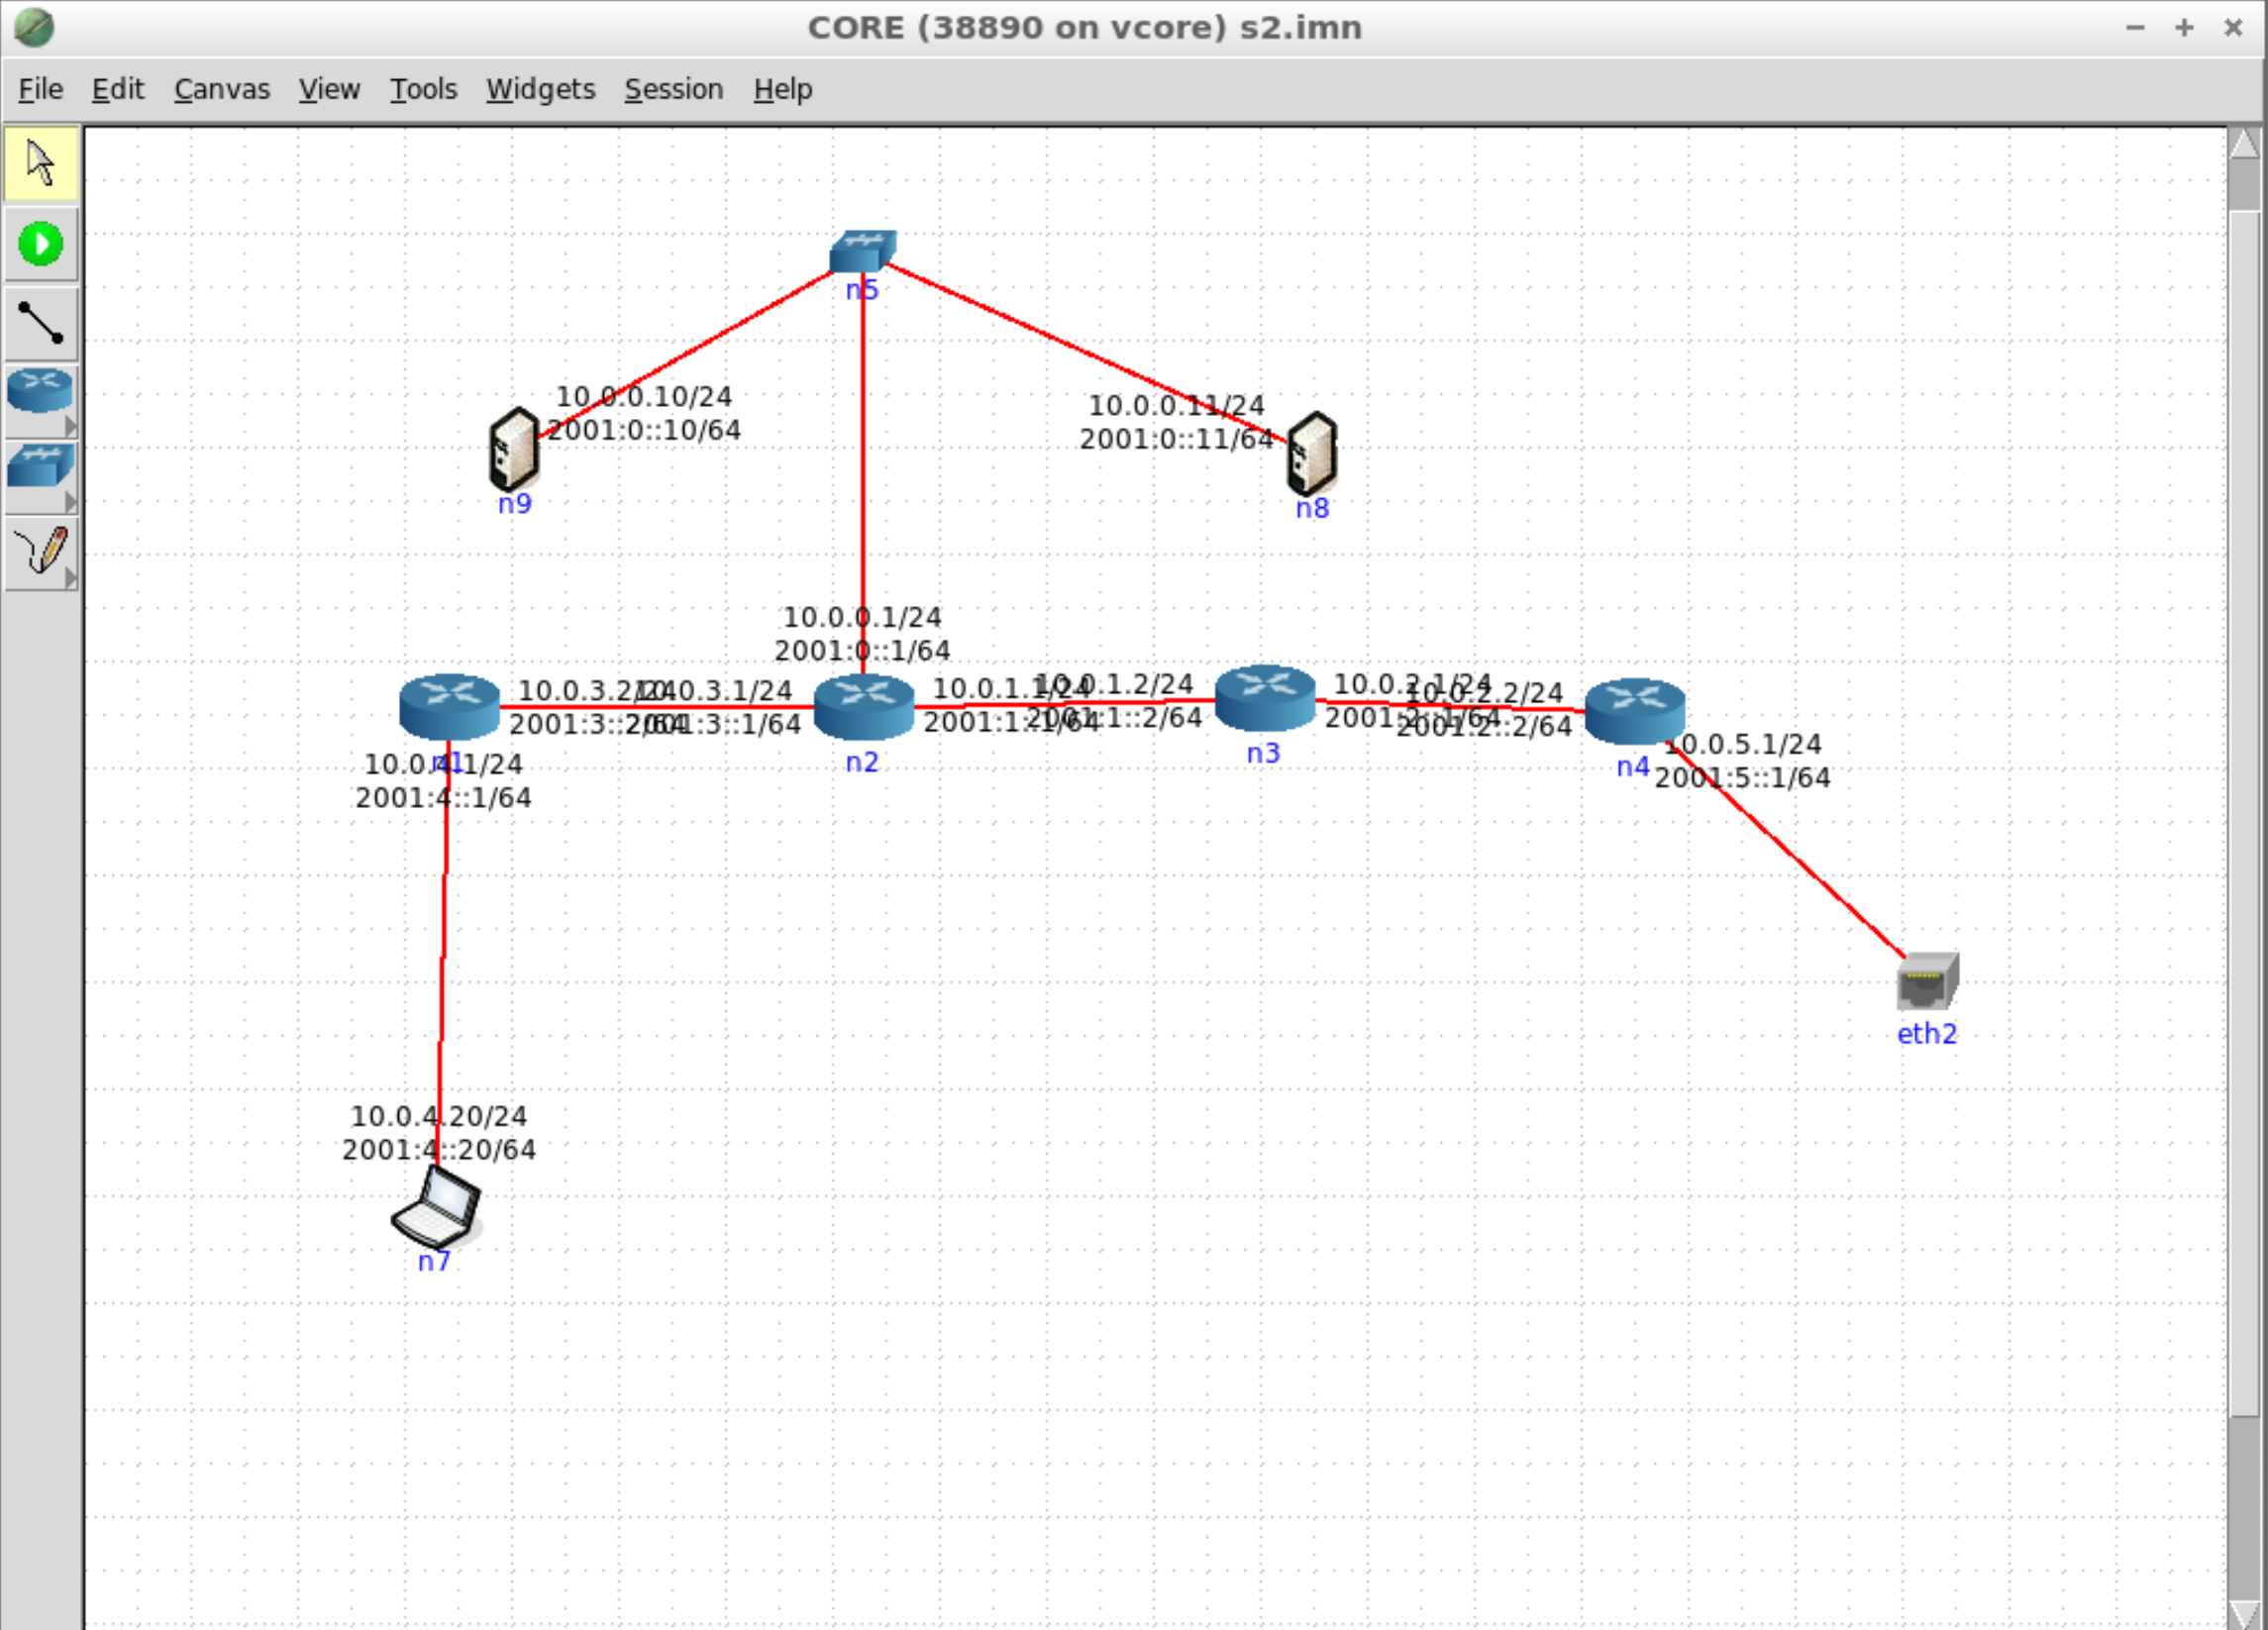 CORE (38890 on vcore) s2.imn
File Edit Canvas View Tools Widgets Session Help
n5
10.0.0.10/24
2001:0::10/64
10.0.0.11/24
2001:0::11/64
n9
n8
10.0.0.1/24
2001:0::1/64
10.0.3.2/24 10.0.3.1/24 10.0.1.1/24 10.0.1.2/24 10.0.2.1/24 10.0.2.2/24
2001:3::2/64 2001:3::1/64 2001:1::1/64 2001:1::2/64 2001:2::1/64 2001:2::2/64
n1
n2
n3
n4
10.0.4.1/24
2001:4::1/64
10.0.5.1/24
2001:5::1/64
eth2
10.0.4.20/24
2001:4::20/64
n7